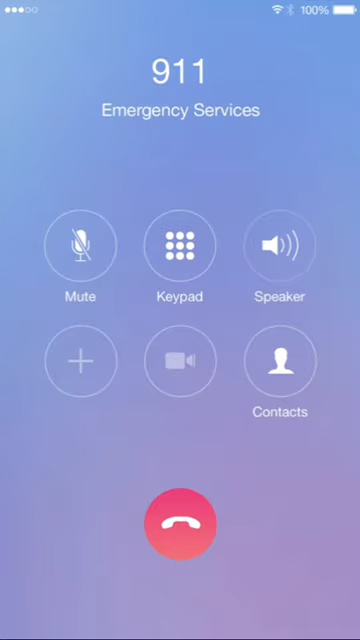 100%
911
Emergency Services
Mute
Keypad
Speaker
Contacts